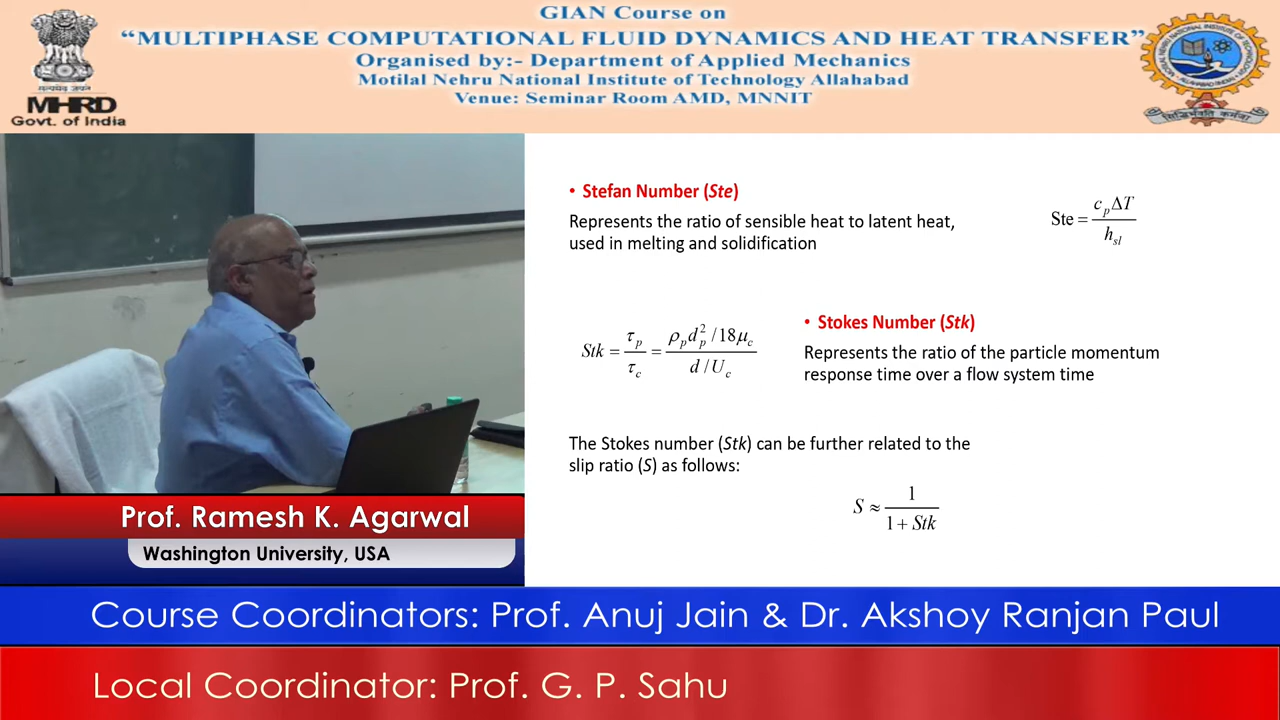 GIAN Course on
“MULTIPHASE COMPUTATIONAL FLUID DYNAMICS AND HEAT TRANSFER”
Organised by:- Department of Applied Mechanics
Motilal Nehru National Institute of Technology Allahabad
Venue: Seminar Room AMD, MNNIT
सत्यमेव जयते
MHRD
Govt. of India
• Stefan Number (Ste)
Represents the ratio of sensible heat to latent heat,
used in melting and solidification
Ste = c_p ΔT / h_sl
• Stokes Number (Stk)
Represents the ratio of the particle momentum
response time over a flow system time
Stk = τ_p / τ_c = (ρ_p d_p^2 / 18μ_c) / (d / U_c)
The Stokes number (Stk) can be further related to the
slip ratio (S) as follows:
S ≈ 1 / (1 + Stk)
Prof. Ramesh K. Agarwal
Washington University, USA
Course Coordinators: Prof. Anuj Jain & Dr. Akshoy Ranjan Paul
Local Coordinator: Prof. G. P. Sahu